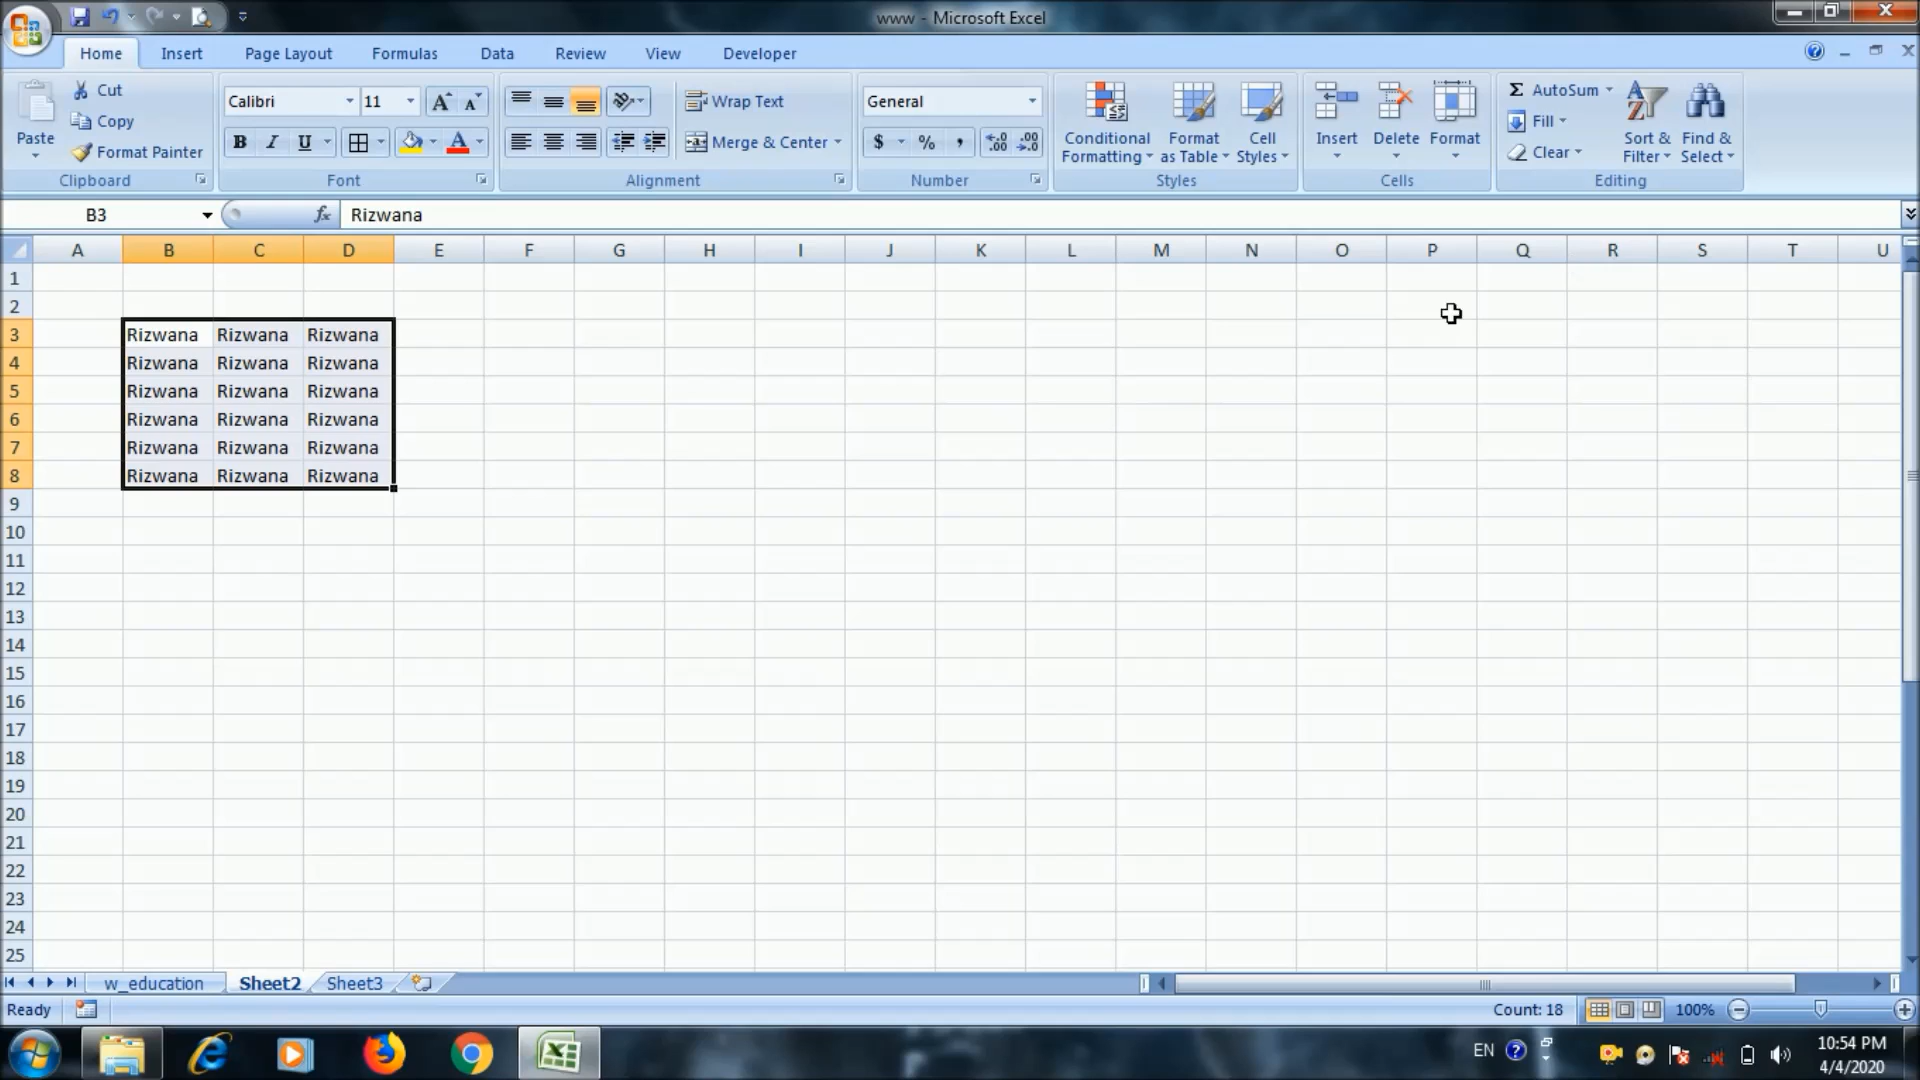 www - Microsoft Excel
Home Insert Page Layout Formulas Data Review View Developer
Paste
Cut
Copy
Format Painter
Clipboard
Calibri 11 A A
B I U A
Font
Wrap Text
Merge & Center
Alignment
General
$ % , .0 .00 .00 .0
Number
Conditional Formatting
Format as Table
Cell Styles
Styles
Insert Delete Format
Cells
Σ AutoSum
Fill
Clear
Sort & Filter
Find & Select
Editing
B3 fx Rizwana
A B C D E F G H I J K L M N O P Q R S T U
1
2
3 Rizwana Rizwana Rizwana
4 Rizwana Rizwana Rizwana
5 Rizwana Rizwana Rizwana
6 Rizwana Rizwana Rizwana
7 Rizwana Rizwana Rizwana
8 Rizwana Rizwana Rizwana
9
10
11
12
13
14
15
16
17
18
19
20
21
22
23
24
25
w_education Sheet2 Sheet3
Ready Count: 18 100%
EN 10:54 PM
4/4/2020